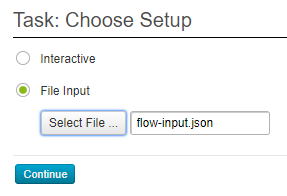 Task: Choose Setup
Interactive
File Input
Select File ... flow-input.json
Continue